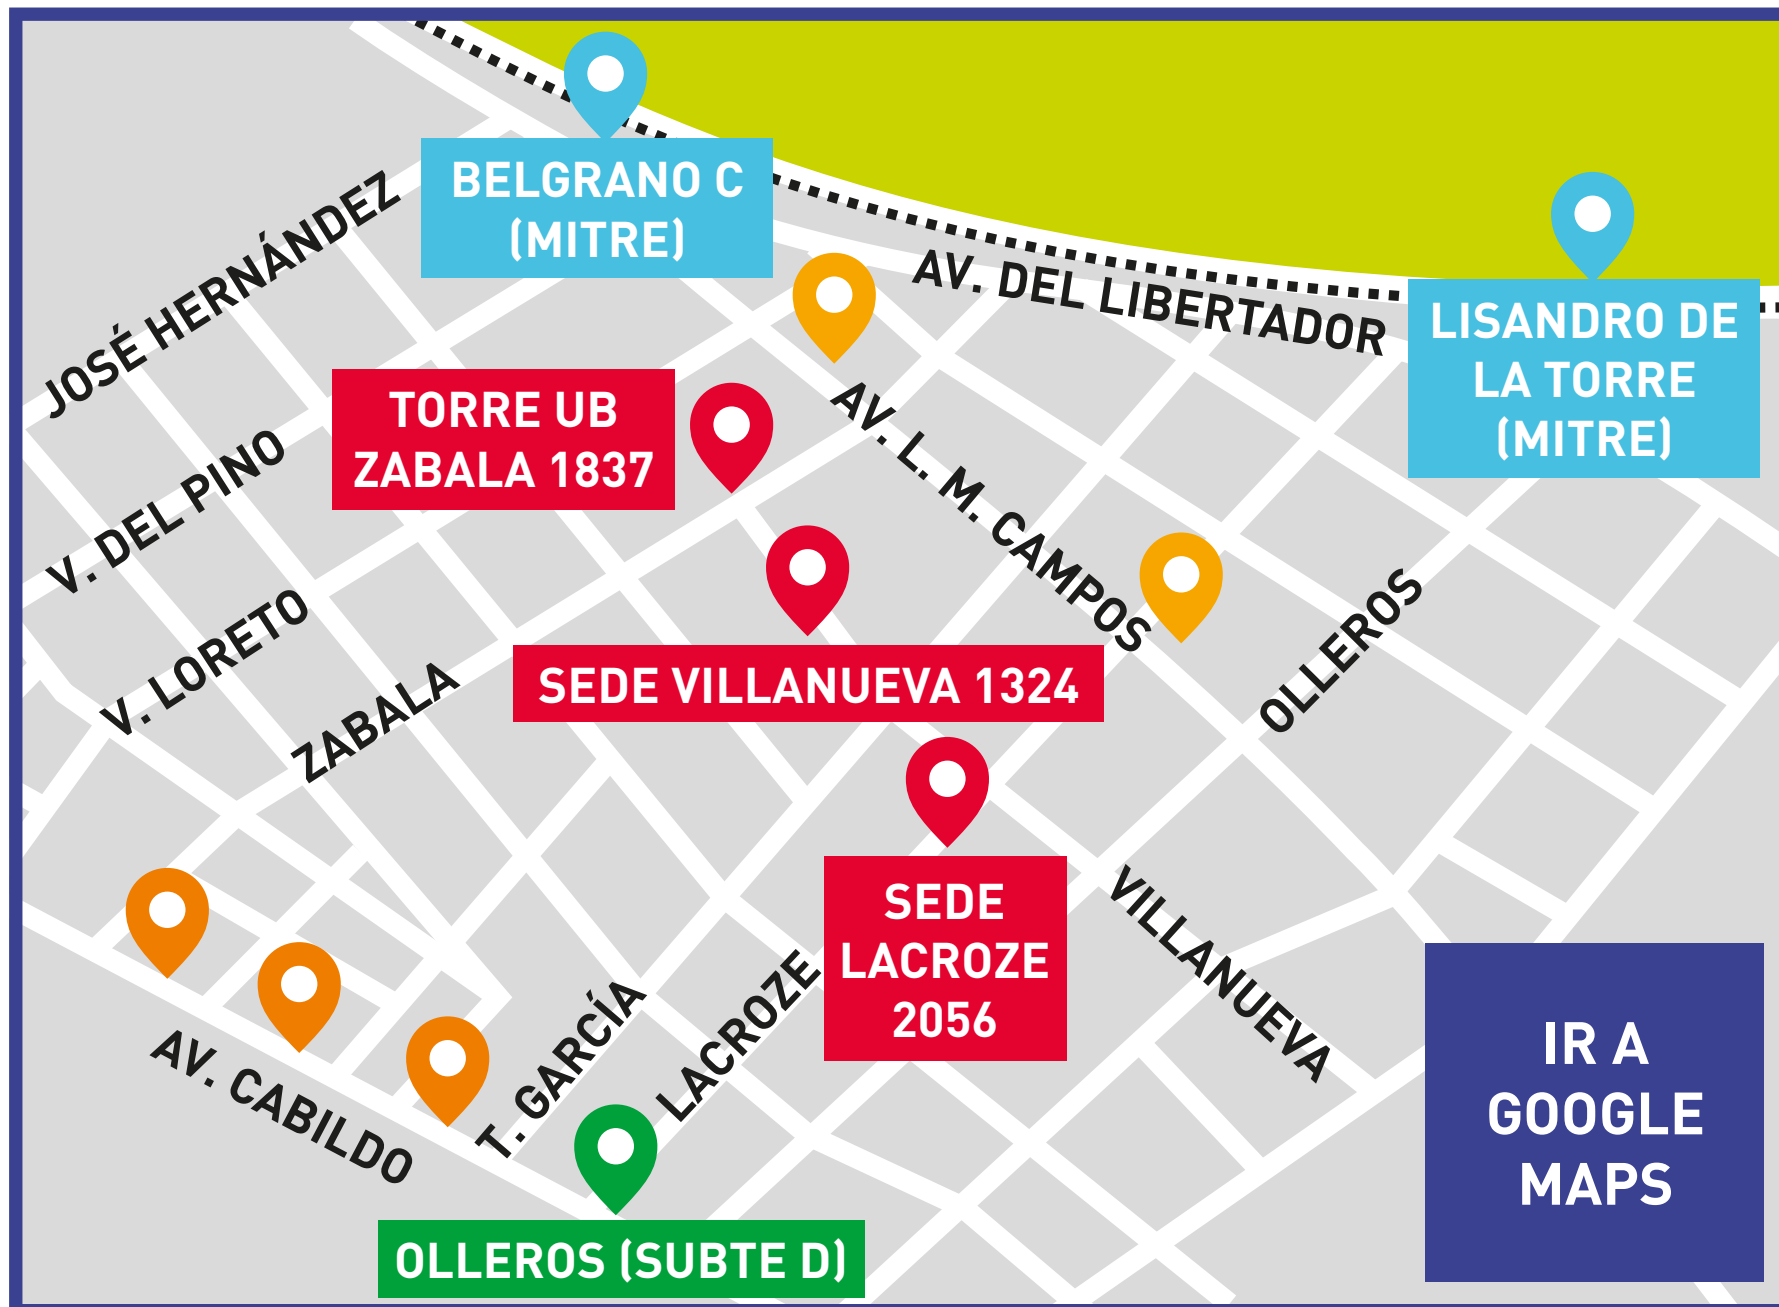 BELGRANO C
(MITRE)
JOSÉ HERNÁNDEZ
AV. DEL LIBERTADOR
LISANDRO DE
LA TORRE
(MITRE)
TORRE UB
ZABALA 1837
AV. L. M. CAMPOS
V. DEL PINO
V. LORETO
ZABALA
SEDE VILLANUEVA 1324
OLLEROS
SEDE
LACROZE
2056
VILLANUEVA
AV. CABILDO
T. GARCÍA
LACROZE
IR A
GOOGLE
MAPS
OLLEROS (SUBTE D)